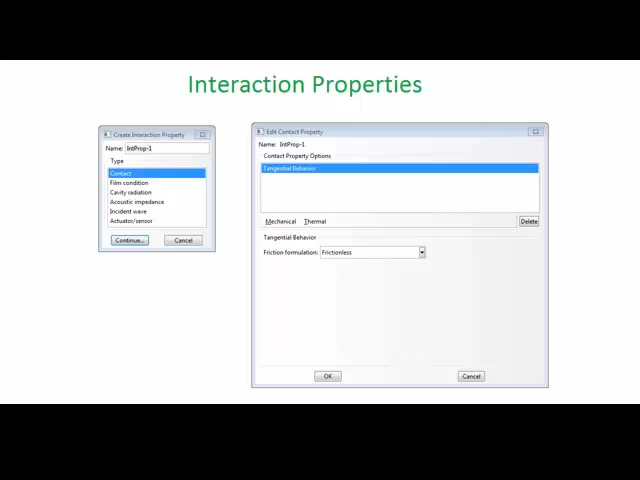 Interaction Properties
Create Interaction Property
Name: IntProp-1
Type
Contact
Film condition
Cavity radiation
Acoustic impedance
Incident wave
Actuator/sensor
Continue... Cancel
Edit Contact Property
Name: IntProp-1
Contact Property Options
Tangential Behavior
Mechanical Thermal Delete
Tangential Behavior
Friction formulation: Frictionless
OK Cancel